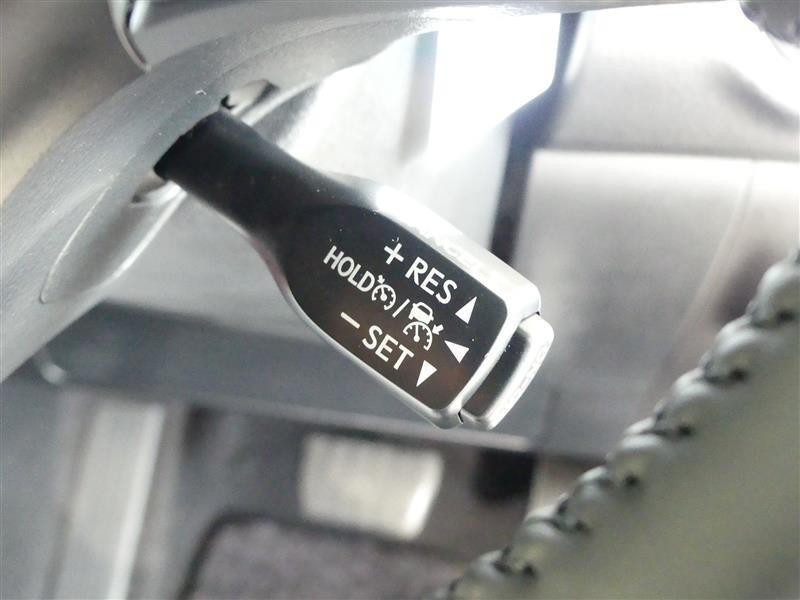 + RES ▲
HOLD / ◀
− SET ▼